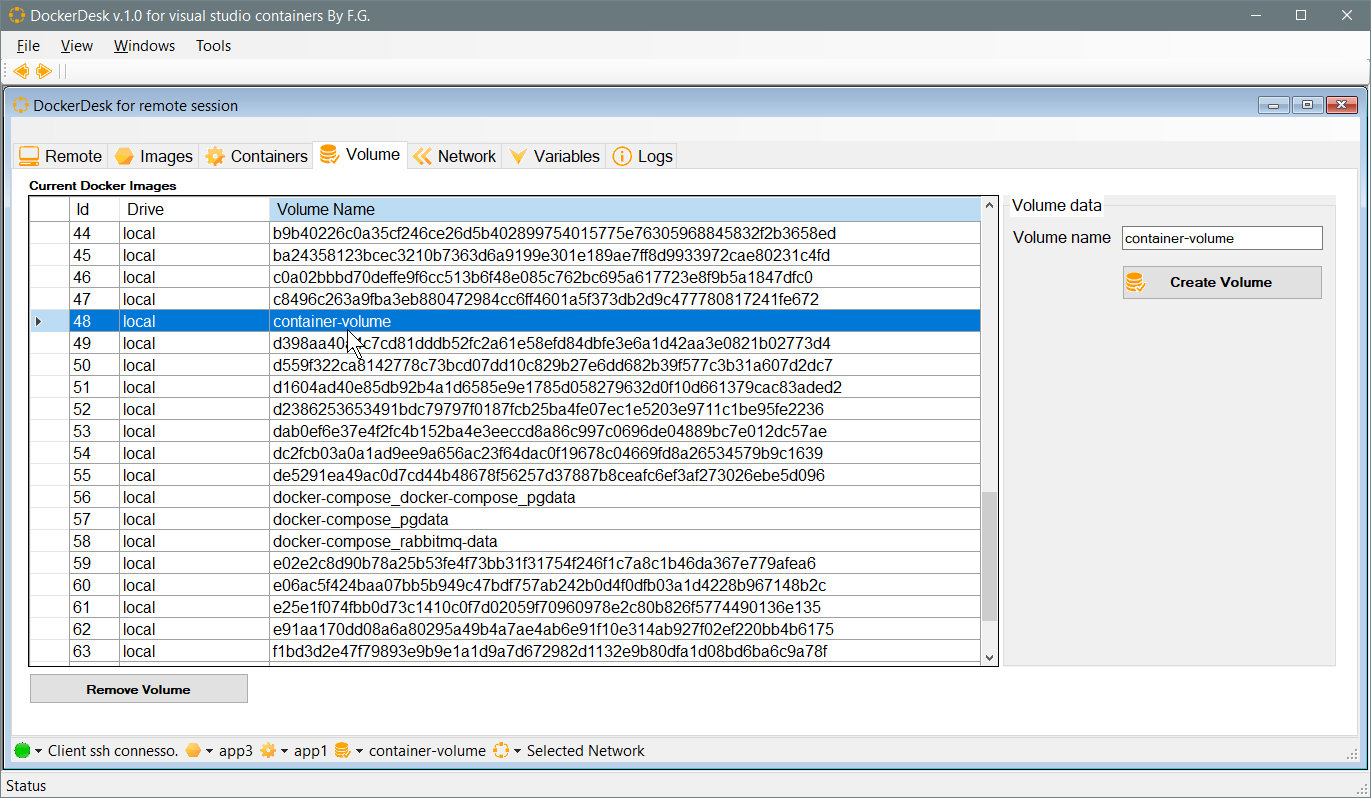 DockerDesk v.1.0 for visual studio containers By F.G.
File View Windows Tools
DockerDesk for remote session
Remote Images Containers Volume Network Variables Logs
Current Docker Images
Id Drive Volume Name
44 local b9b40226c0a35cf246ce26d5b402899754015775e76305968845832f2b3658ed
45 local ba24358123bcec3210b7363d6a9199e301e189ae7ff8d9933972cae80231c4fd
46 local c0a02bbbd70deffe9f6cc513b6f48e085c762bc695a617723e8f9b5a1847dfc0
47 local c8496c263a9fba3eb880472984cc6ff4601a5f373db2d9c477780817241fe672
48 local container-volume
49 local
50 local d559f322ca8142778c73bcd07dd10c829b27e6dd682b39f577c3b31a607d2dc7
51 local d1604ad40e85db92b4a1d6585e9e1785d058279632d0f10d661379cac83aded2
52 local d2386253653491bdc79797f0187fcb25ba4fe07ec1e5203e9711c1be95fe2236
53 local dab0ef6e37e4f2fc4b152ba4e3eeccd8a86c997c0696de04889bc7e012dc57ae
54 local dc2fcb03a0a1ad9ee9a656ac23f64dac0f19678c04669fd8a26534579b9c1639
55 local de5291ea49ac0d7cd44b48678f56257d37887b8ceafc6ef3af273026ebe5d096
56 local docker-compose_docker-compose_pgdata
57 local docker-compose_pgdata
58 local docker-compose_rabbitmq-data
59 local e02e2c8d90b78a25b53fe4f73bb31f31754f246f1c7a8c1b46da367e779afea6
60 local e06ac5f424baa07bb5b949c47bdf757ab242b0d4f0dfb03a1d4228b967148b2c
61 local e25e1f074fbb0d73c1410c0f7d02059f70960978e2c80b826f5774490136e135
62 local e91aa170dd08a6a80295a49b4a7ae4ab6e91f10e314ab927f02ef220bb4b6175
63 local f1bd3d2e47f79893e9b9e1a1d9a7d672982d1132e9b80dfa1d08bd6ba6c9a78f
Volume data
Volume name container-volume
Create Volume
Remove Volume
Client ssh connesso. app3 app1 container-volume Selected Network
Status